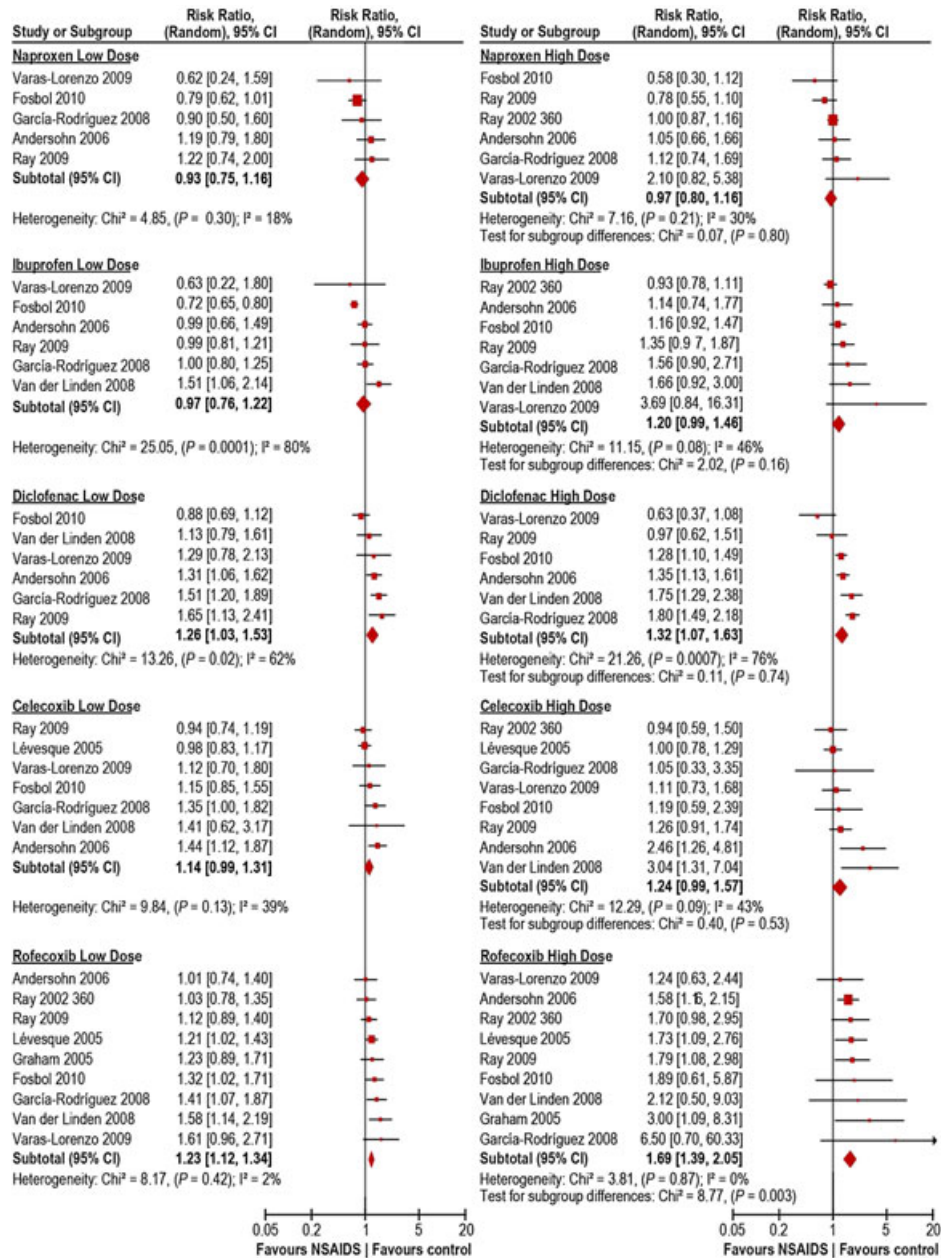 Study or Subgroup Risk Ratio, (Random), 95% CI Risk Ratio, (Random), 95% CI
Naproxen Low Dose
Varas-Lorenzo 2009 0.62 [0.24, 1.59]
Fosbol 2010 0.79 [0.62, 1.01]
García-Rodríguez 2008 0.90 [0.50, 1.60]
Andersohn 2006 1.19 [0.79, 1.80]
Ray 2009 1.22 [0.74, 2.00]
Subtotal (95% CI) 0.93 [0.75, 1.16]
Heterogeneity: Chi² = 4.85, (P = 0.30); I² = 18%
Ibuprofen Low Dose
Varas-Lorenzo 2009 0.63 [0.22, 1.80]
Fosbol 2010 0.72 [0.65, 0.80]
Andersohn 2006 0.99 [0.66, 1.49]
Ray 2009 0.99 [0.81, 1.21]
García-Rodríguez 2008 1.00 [0.80, 1.25]
Van der Linden 2008 1.51 [1.06, 2.14]
Subtotal (95% CI) 0.97 [0.76, 1.22]
Heterogeneity: Chi² = 25.05, (P = 0.0001); I² = 80%
Diclofenac Low Dose
Fosbol 2010 0.88 [0.69, 1.12]
Van der Linden 2008 1.13 [0.79, 1.61]
Varas-Lorenzo 2009 1.29 [0.78, 2.13]
Andersohn 2006 1.31 [1.06, 1.62]
García-Rodríguez 2008 1.51 [1.20, 1.89]
Ray 2009 1.65 [1.13, 2.41]
Subtotal (95% CI) 1.26 [1.03, 1.53]
Heterogeneity: Chi² = 13.26, (P = 0.02); I² = 62%
Celecoxib Low Dose
Ray 2009 0.94 [0.74, 1.19]
Lévesque 2005 0.98 [0.83, 1.17]
Varas-Lorenzo 2009 1.12 [0.70, 1.80]
Fosbol 2010 1.15 [0.85, 1.55]
García-Rodríguez 2008 1.35 [1.00, 1.82]
Van der Linden 2008 1.41 [0.62, 3.17]
Andersohn 2006 1.44 [1.12, 1.87]
Subtotal (95% CI) 1.14 [0.99, 1.31]
Heterogeneity: Chi² = 9.84, (P = 0.13); I² = 39%
Rofecoxib Low Dose
Andersohn 2006 1.01 [0.74, 1.40]
Ray 2002 360 1.03 [0.78, 1.35]
Ray 2009 1.12 [0.89, 1.40]
Lévesque 2005 1.21 [1.02, 1.43]
Graham 2005 1.23 [0.89, 1.71]
Fosbol 2010 1.32 [1.02, 1.71]
García-Rodríguez 2008 1.41 [1.07, 1.87]
Van der Linden 2008 1.58 [1.14, 2.19]
Varas-Lorenzo 2009 1.61 [0.96, 2.71]
Subtotal (95% CI) 1.23 [1.12, 1.34]
Heterogeneity: Chi² = 8.17, (P = 0.42); I² = 2%
0.05 0.2 1 5 20
Favours NSAIDS | Favours control
Study or Subgroup Risk Ratio, (Random), 95% CI Risk Ratio, (Random), 95% CI
Naproxen High Dose
Fosbol 2010 0.58 [0.30, 1.12]
Ray 2009 0.78 [0.55, 1.10]
Ray 2002 360 1.00 [0.87, 1.16]
Andersohn 2006 1.05 [0.66, 1.66]
García-Rodríguez 2008 1.12 [0.74, 1.69]
Varas-Lorenzo 2009 2.10 [0.82, 5.38]
Subtotal (95% CI) 0.97 [0.80, 1.16]
Heterogeneity: Chi² = 7.16, (P = 0.21); I² = 30%
Test for subgroup differences: Chi² = 0.07, (P = 0.80)
Ibuprofen High Dose
Ray 2002 360 0.93 [0.78, 1.11]
Andersohn 2006 1.14 [0.74, 1.77]
Fosbol 2010 1.16 [0.92, 1.47]
Ray 2009 1.35 [0.9 7, 1.87]
García-Rodríguez 2008 1.56 [0.90, 2.71]
Van der Linden 2008 1.66 [0.92, 3.00]
Varas-Lorenzo 2009 3.69 [0.84, 16.31]
Subtotal (95% CI) 1.20 [0.99, 1.46]
Heterogeneity: Chi² = 11.15, (P = 0.08); I² = 46%
Test for subgroup differences: Chi² = 2.02, (P = 0.16)
Diclofenac High Dose
Varas-Lorenzo 2009 0.63 [0.37, 1.08]
Ray 2009 0.97 [0.62, 1.51]
Fosbol 2010 1.28 [1.10, 1.49]
Andersohn 2006 1.35 [1.13, 1.61]
Van der Linden 2008 1.75 [1.29, 2.38]
García-Rodríguez 2008 1.80 [1.49, 2.18]
Subtotal (95% CI) 1.32 [1.07, 1.63]
Heterogeneity: Chi² = 21.26, (P = 0.0007); I² = 76%
Test for subgroup differences: Chi² = 0.11, (P = 0.74)
Celecoxib High Dose
Ray 2002 360 0.94 [0.59, 1.50]
Lévesque 2005 1.00 [0.78, 1.29]
García-Rodríguez 2008 1.05 [0.33, 3.35]
Varas-Lorenzo 2009 1.11 [0.73, 1.68]
Fosbol 2010 1.19 [0.59, 2.39]
Ray 2009 1.26 [0.91, 1.74]
Andersohn 2006 2.46 [1.26, 4.81]
Van der Linden 2008 3.04 [1.31, 7.04]
Subtotal (95% CI) 1.24 [0.99, 1.57]
Heterogeneity: Chi² = 12.29, (P = 0.09); I² = 43%
Test for subgroup differences: Chi² = 0.40, (P = 0.53)
Rofecoxib High Dose
Varas-Lorenzo 2009 1.24 [0.63, 2.44]
Andersohn 2006 1.58 [1.16, 2.15]
Ray 2002 360 1.70 [0.98, 2.95]
Lévesque 2005 1.73 [1.09, 2.76]
Ray 2009 1.79 [1.08, 2.98]
Fosbol 2010 1.89 [0.61, 5.87]
Van der Linden 2008 2.12 [0.50, 9.03]
Graham 2005 3.00 [1.09, 8.31]
García-Rodríguez 2008 6.50 [0.70, 60.33]
Subtotal (95% CI) 1.69 [1.39, 2.05]
Heterogeneity: Chi² = 3.81, (P = 0.87); I² = 0%
Test for subgroup differences: Chi² = 8.77, (P = 0.003)
0.05 0.2 1 5 20
Favours NSAIDS | Favours control